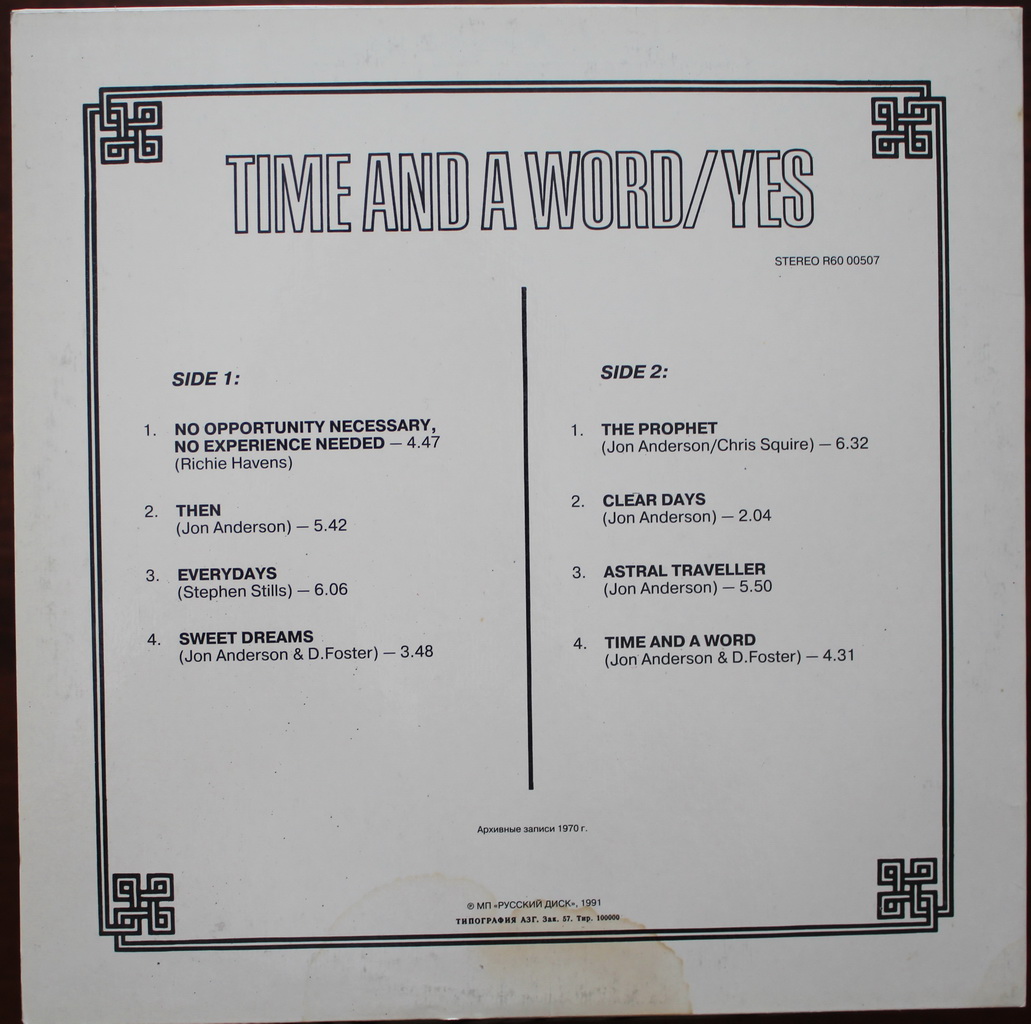 TIME AND A WORD/YES
STEREO R60 00507
SIDE 1:
1. NO OPPORTUNITY NECESSARY,
NO EXPERIENCE NEEDED — 4.47
(Richie Havens)
2. THEN
(Jon Anderson) — 5.42
3. EVERYDAYS
(Stephen Stills) — 6.06
4. SWEET DREAMS
(Jon Anderson & D.Foster) — 3.48
SIDE 2:
1. THE PROPHET
(Jon Anderson/Chris Squire) — 6.32
2. CLEAR DAYS
(Jon Anderson) — 2.04
3. ASTRAL TRAVELLER
(Jon Anderson) — 5.50
4. TIME AND A WORD
(Jon Anderson & D.Foster) — 4.31
Архивные записи 1970 г.
℗ МП «РУССКИЙ ДИСК», 1991
ТИПОГРАФИЯ АЗГ. Зак. 57. Тир. 100000